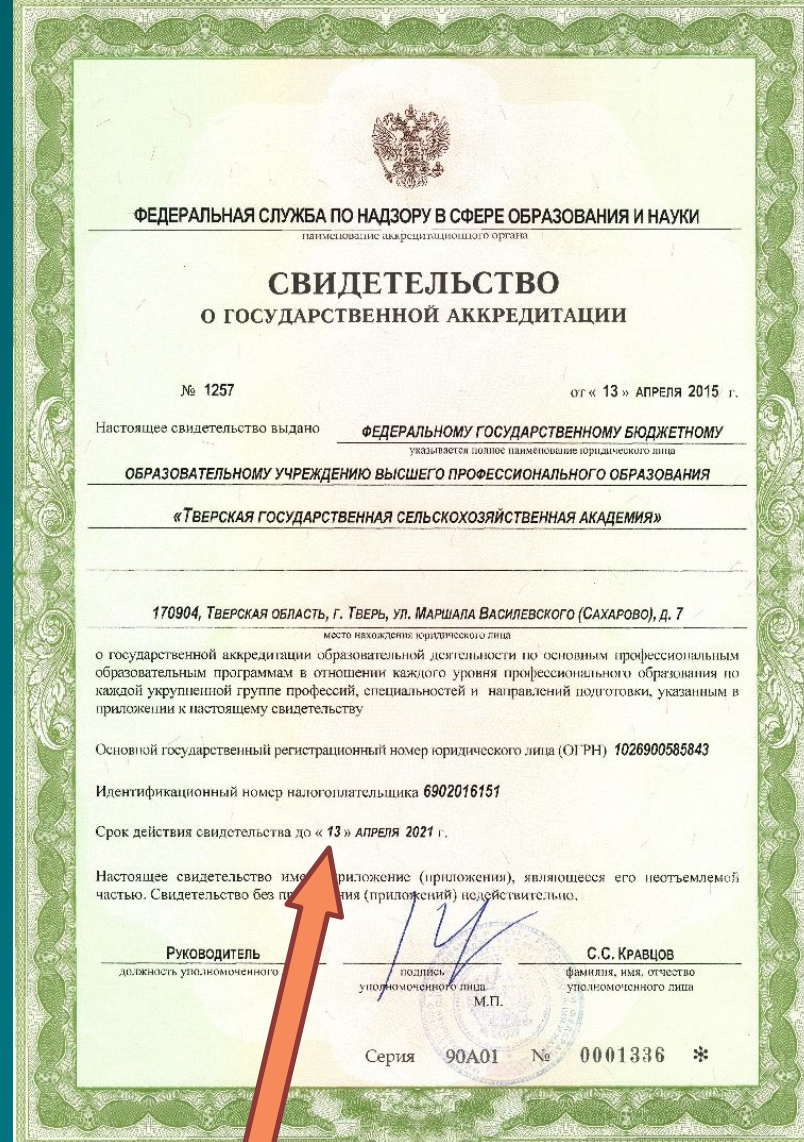 ФЕДЕРАЛЬНАЯ СЛУЖБА ПО НАДЗОРУ В СФЕРЕ ОБРАЗОВАНИЯ И НАУКИ
наименование аккредитационного органа
СВИДЕТЕЛЬСТВО
О ГОСУДАРСТВЕННОЙ АККРЕДИТАЦИИ
№ 1257 от « 13 » АПРЕЛЯ 2015 г.
Настоящее свидетельство выдано ФЕДЕРАЛЬНОМУ ГОСУДАРСТВЕННОМУ БЮДЖЕТНОМУ
указывается полное наименование юридического лица
ОБРАЗОВАТЕЛЬНОМУ УЧРЕЖДЕНИЮ ВЫСШЕГО ПРОФЕССИОНАЛЬНОГО ОБРАЗОВАНИЯ
«ТВЕРСКАЯ ГОСУДАРСТВЕННАЯ СЕЛЬСКОХОЗЯЙСТВЕННАЯ АКАДЕМИЯ»
170904, ТВЕРСКАЯ ОБЛАСТЬ, Г. ТВЕРЬ, УЛ. МАРШАЛА ВАСИЛЕВСКОГО (САХАРОВО), Д. 7
место нахождения юридического лица
о государственной аккредитации образовательной деятельности по основным профессиональным
образовательным программам в отношении каждого уровня профессионального образования по
каждой укрупненной группе профессий, специальностей и направлений подготовки, указанным в
приложении к настоящему свидетельству
Основной государственный регистрационный номер юридического лица (ОГРН) 1026900585843
Идентификационный номер налогоплательщика 6902016151
Срок действия свидетельства до « 13 » АПРЕЛЯ 2021 г.
Настоящее свидетельство приложение (приложения), являющееся его неотъемлемой
частью. Свидетельство без (приложений) недействительно.
РУКОВОДИТЕЛЬ С.С. КРАВЦОВ
должность уполномоченного подпись фамилия, имя, отчество
уполномоченного лица уполномоченного лица
М.П.
Серия 90А01 № 0001336 *